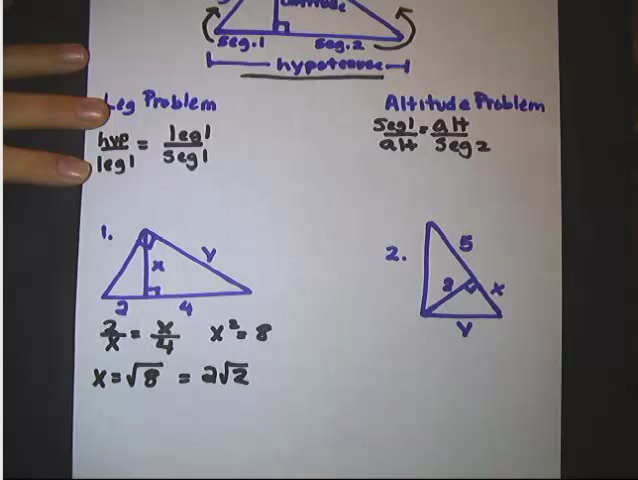 altitude
seg.1 seg.2
hypotenuse
Leg Problem
hyp/leg1 = leg1/seg1
Altitude Problem
seg1/alt = alt/seg2
1.
x
y
2 4
2/x = x/4 x² = 8
x = √8 = 2√2
2.
5
x
y